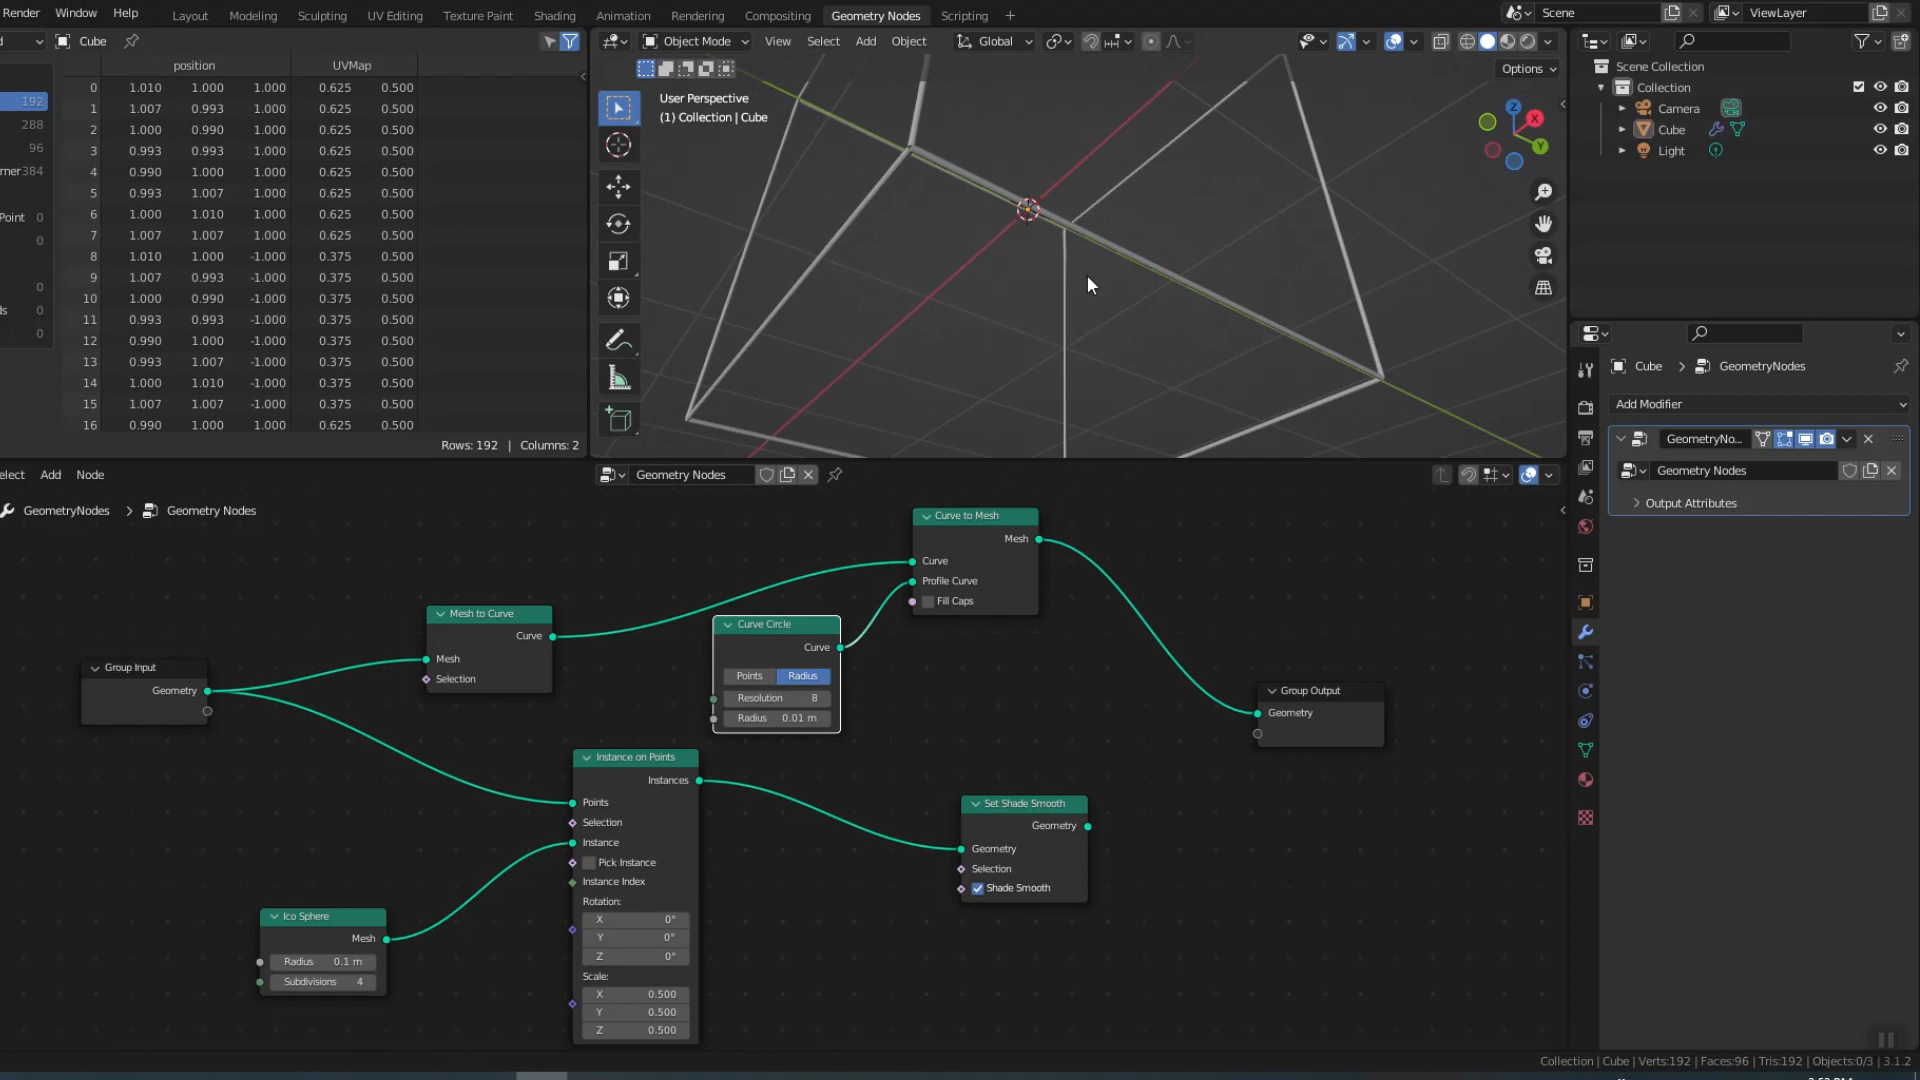 Render Window Help
Layout Modeling Sculpting UV Editing Texture Paint Shading Animation Rendering Compositing Geometry Nodes Scripting +
Scene
ViewLayer
Cube
Object Mode View Select Add Object
Global
Options
position UVMap
0 1.010 1.000 1.000 0.625 0.500
1 1.007 0.993 1.000 0.625 0.500
2 1.000 0.990 1.000 0.625 0.500
3 0.993 0.993 1.000 0.625 0.500
4 0.990 1.000 1.000 0.625 0.500
5 0.993 1.007 1.000 0.625 0.500
6 1.000 1.010 1.000 0.625 0.500
7 1.007 1.007 1.000 0.625 0.500
8 1.010 1.000 -1.000 0.375 0.500
9 1.007 0.993 -1.000 0.375 0.500
10 1.000 0.990 -1.000 0.375 0.500
11 0.993 0.993 -1.000 0.375 0.500
12 0.990 1.000 -1.000 0.375 0.500
13 0.993 1.007 -1.000 0.375 0.500
14 1.000 1.010 -1.000 0.375 0.500
15 1.007 1.007 -1.000 0.375 0.500
16 0.990 1.000 1.000 0.625 0.500
192
288
96
rner384
Point 0
0
0
ds 0
0
Rows: 192 | Columns: 2
User Perspective
(1) Collection | Cube
Z
X
Y
Scene Collection
Collection
Camera
Cube
Light
Cube > GeometryNodes
Add Modifier
GeometryNo...
Geometry Nodes
Output Attributes
elect Add Node
Geometry Nodes
GeometryNodes > Geometry Nodes
Group Input
Geometry
Mesh to Curve
Curve
Mesh
Selection
Curve Circle
Curve
Points Radius
Resolution 8
Radius 0.01 m
Curve to Mesh
Mesh
Curve
Profile Curve
Fill Caps
Group Output
Geometry
Instance on Points
Instances
Points
Selection
Instance
Pick Instance
Instance Index
Rotation:
X 0°
Y 0°
Z 0°
Scale:
X 0.500
Y 0.500
Z 0.500
Set Shade Smooth
Geometry
Geometry
Selection
Shade Smooth
Ico Sphere
Mesh
Radius 0.1 m
Subdivisions 4
Collection | Cube | Verts:192 | Faces:96 | Tris:192 | Objects:0/3 | 3.1.2